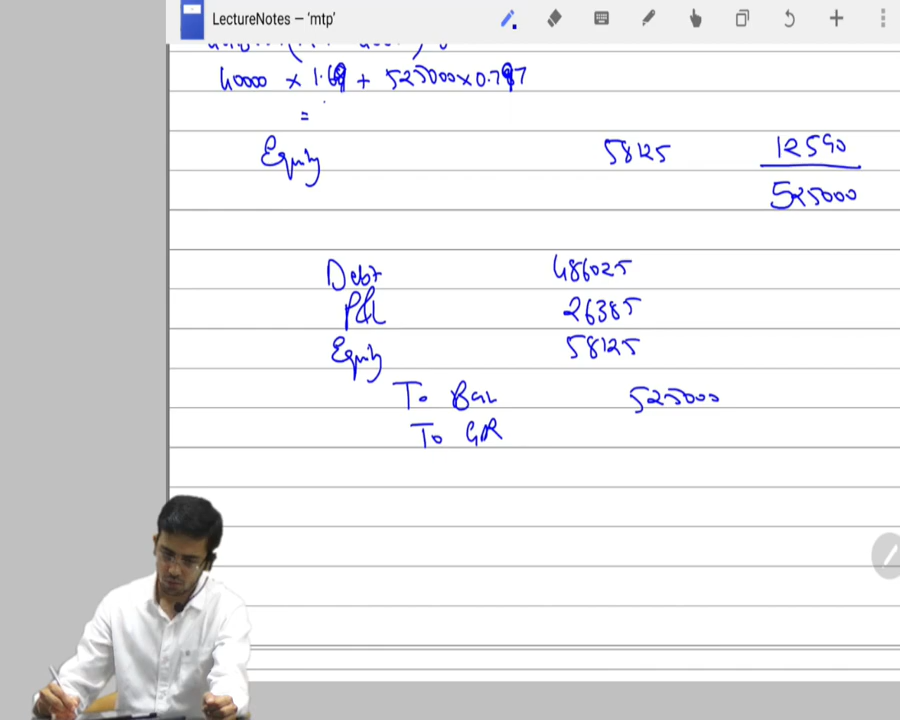 LectureNotes – 'mtp'
40000 × 1.69 + 525000 × 0.797
=
Equity 58125 12590
525000
Debt 486025
P&L 26385
Equity 58125
To Bal 525000
To GR